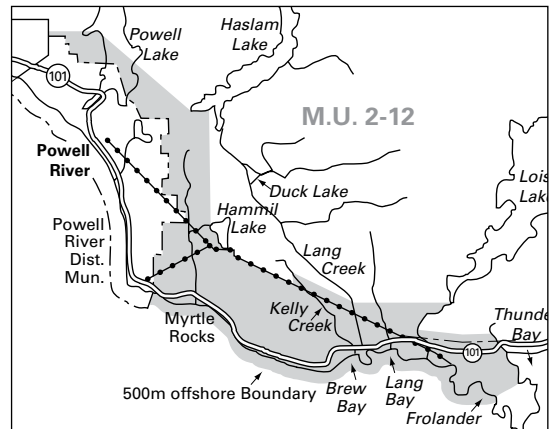 Powell
Lake
Haslam
Lake
101
M.U. 2-12
Powell
River
Duck Lake
Lois
Lake
Hammil
Lake
Powell
River
Dist.
Mun.
Lang
Creek
Kelly
Creek
Thunde
Bay
Myrtle
Rocks
101
500m offshore Boundary
Brew
Bay
Lang
Bay
Frolander